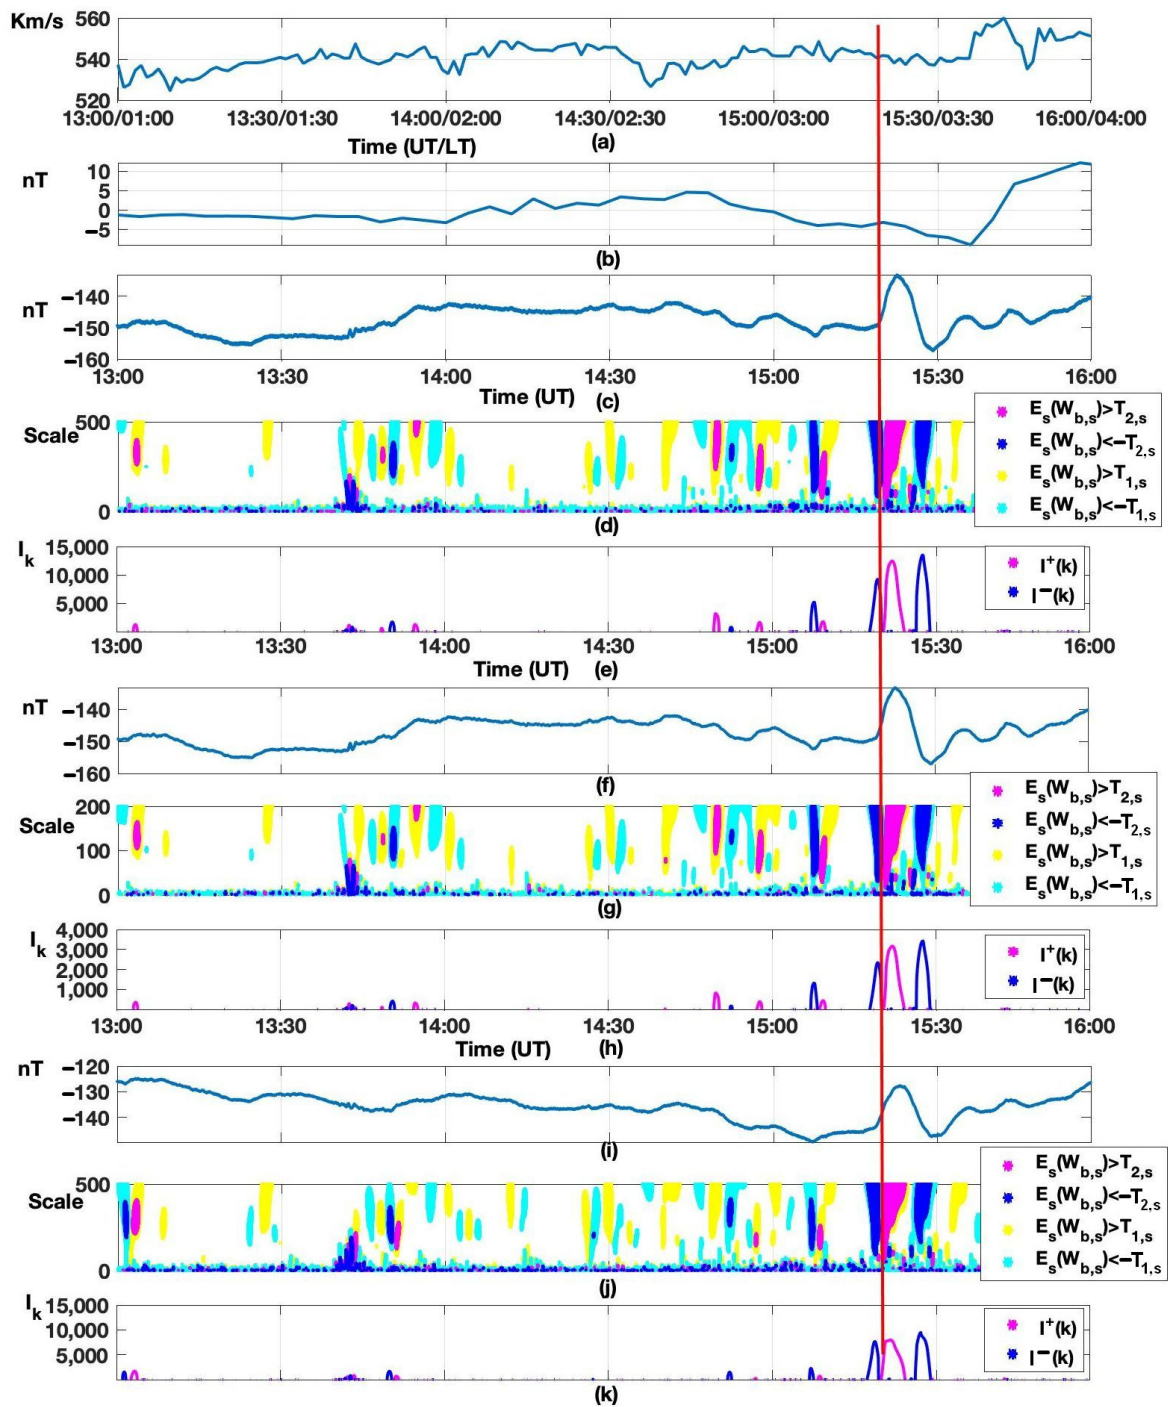 Km/s
560
540
520
13:00/01:00 13:30/01:30 14:00/02:00 14:30/02:30 15:00/03:00 15:30/03:30 16:00/04:00
Time (UT/LT) (a)
nT
10
5
0
−5
(b)
nT
−140
−150
−160
13:00 13:30 14:00 14:30 15:00 15:30 16:00
Time (UT) (c)
Scale
500
0
E_s(W_b,s)>T_2,s
E_s(W_b,s)<−T_2,s
E_s(W_b,s)>T_1,s
E_s(W_b,s)<−T_1,s
(d)
I_k
15,000
10,000
5,000
I⁺(k)
I⁻(k)
13:00 13:30 14:00 14:30 15:00 15:30 16:00
Time (UT) (e)
nT
−140
−150
−160
(f)
Scale
200
100
0
E_s(W_b,s)>T_2,s
E_s(W_b,s)<−T_2,s
E_s(W_b,s)>T_1,s
E_s(W_b,s)<−T_1,s
(g)
I_k
4,000
3,000
2,000
1,000
I⁺(k)
I⁻(k)
13:00 13:30 14:00 14:30 15:00 15:30 16:00
Time (UT) (h)
nT
−120
−130
−140
(i)
Scale
500
0
E_s(W_b,s)>T_2,s
E_s(W_b,s)<−T_2,s
E_s(W_b,s)>T_1,s
E_s(W_b,s)<−T_1,s
(j)
I_k
15,000
10,000
5,000
I⁺(k)
I⁻(k)
(k)